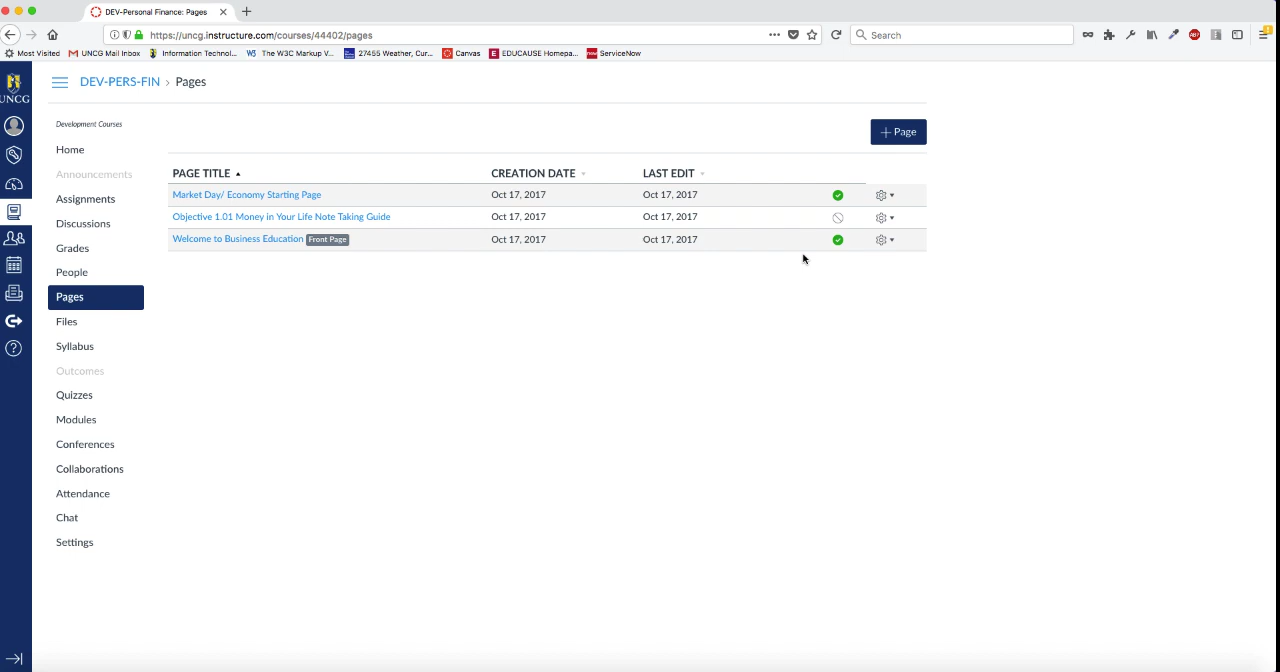 DEV-Personal Finance: Pages
https://uncg.instructure.com/courses/44402/pages
Search
Most Visited UNCG Mail Inbox Information Technol... The W3C Markup V... 27455 Weather, Cur... Canvas EDUCAUSE Homepa... ServiceNow
UNCG
DEV-PERS-FIN > Pages
Development Courses
Home
Announcements
Assignments
Discussions
Grades
People
Pages
Files
Syllabus
Outcomes
Quizzes
Modules
Conferences
Collaborations
Attendance
Chat
Settings
+ Page
PAGE TITLE CREATION DATE LAST EDIT
Market Day/ Economy Starting Page Oct 17, 2017 Oct 17, 2017
Objective 1.01 Money in Your Life Note Taking Guide Oct 17, 2017 Oct 17, 2017
Welcome to Business Education Front Page Oct 17, 2017 Oct 17, 2017